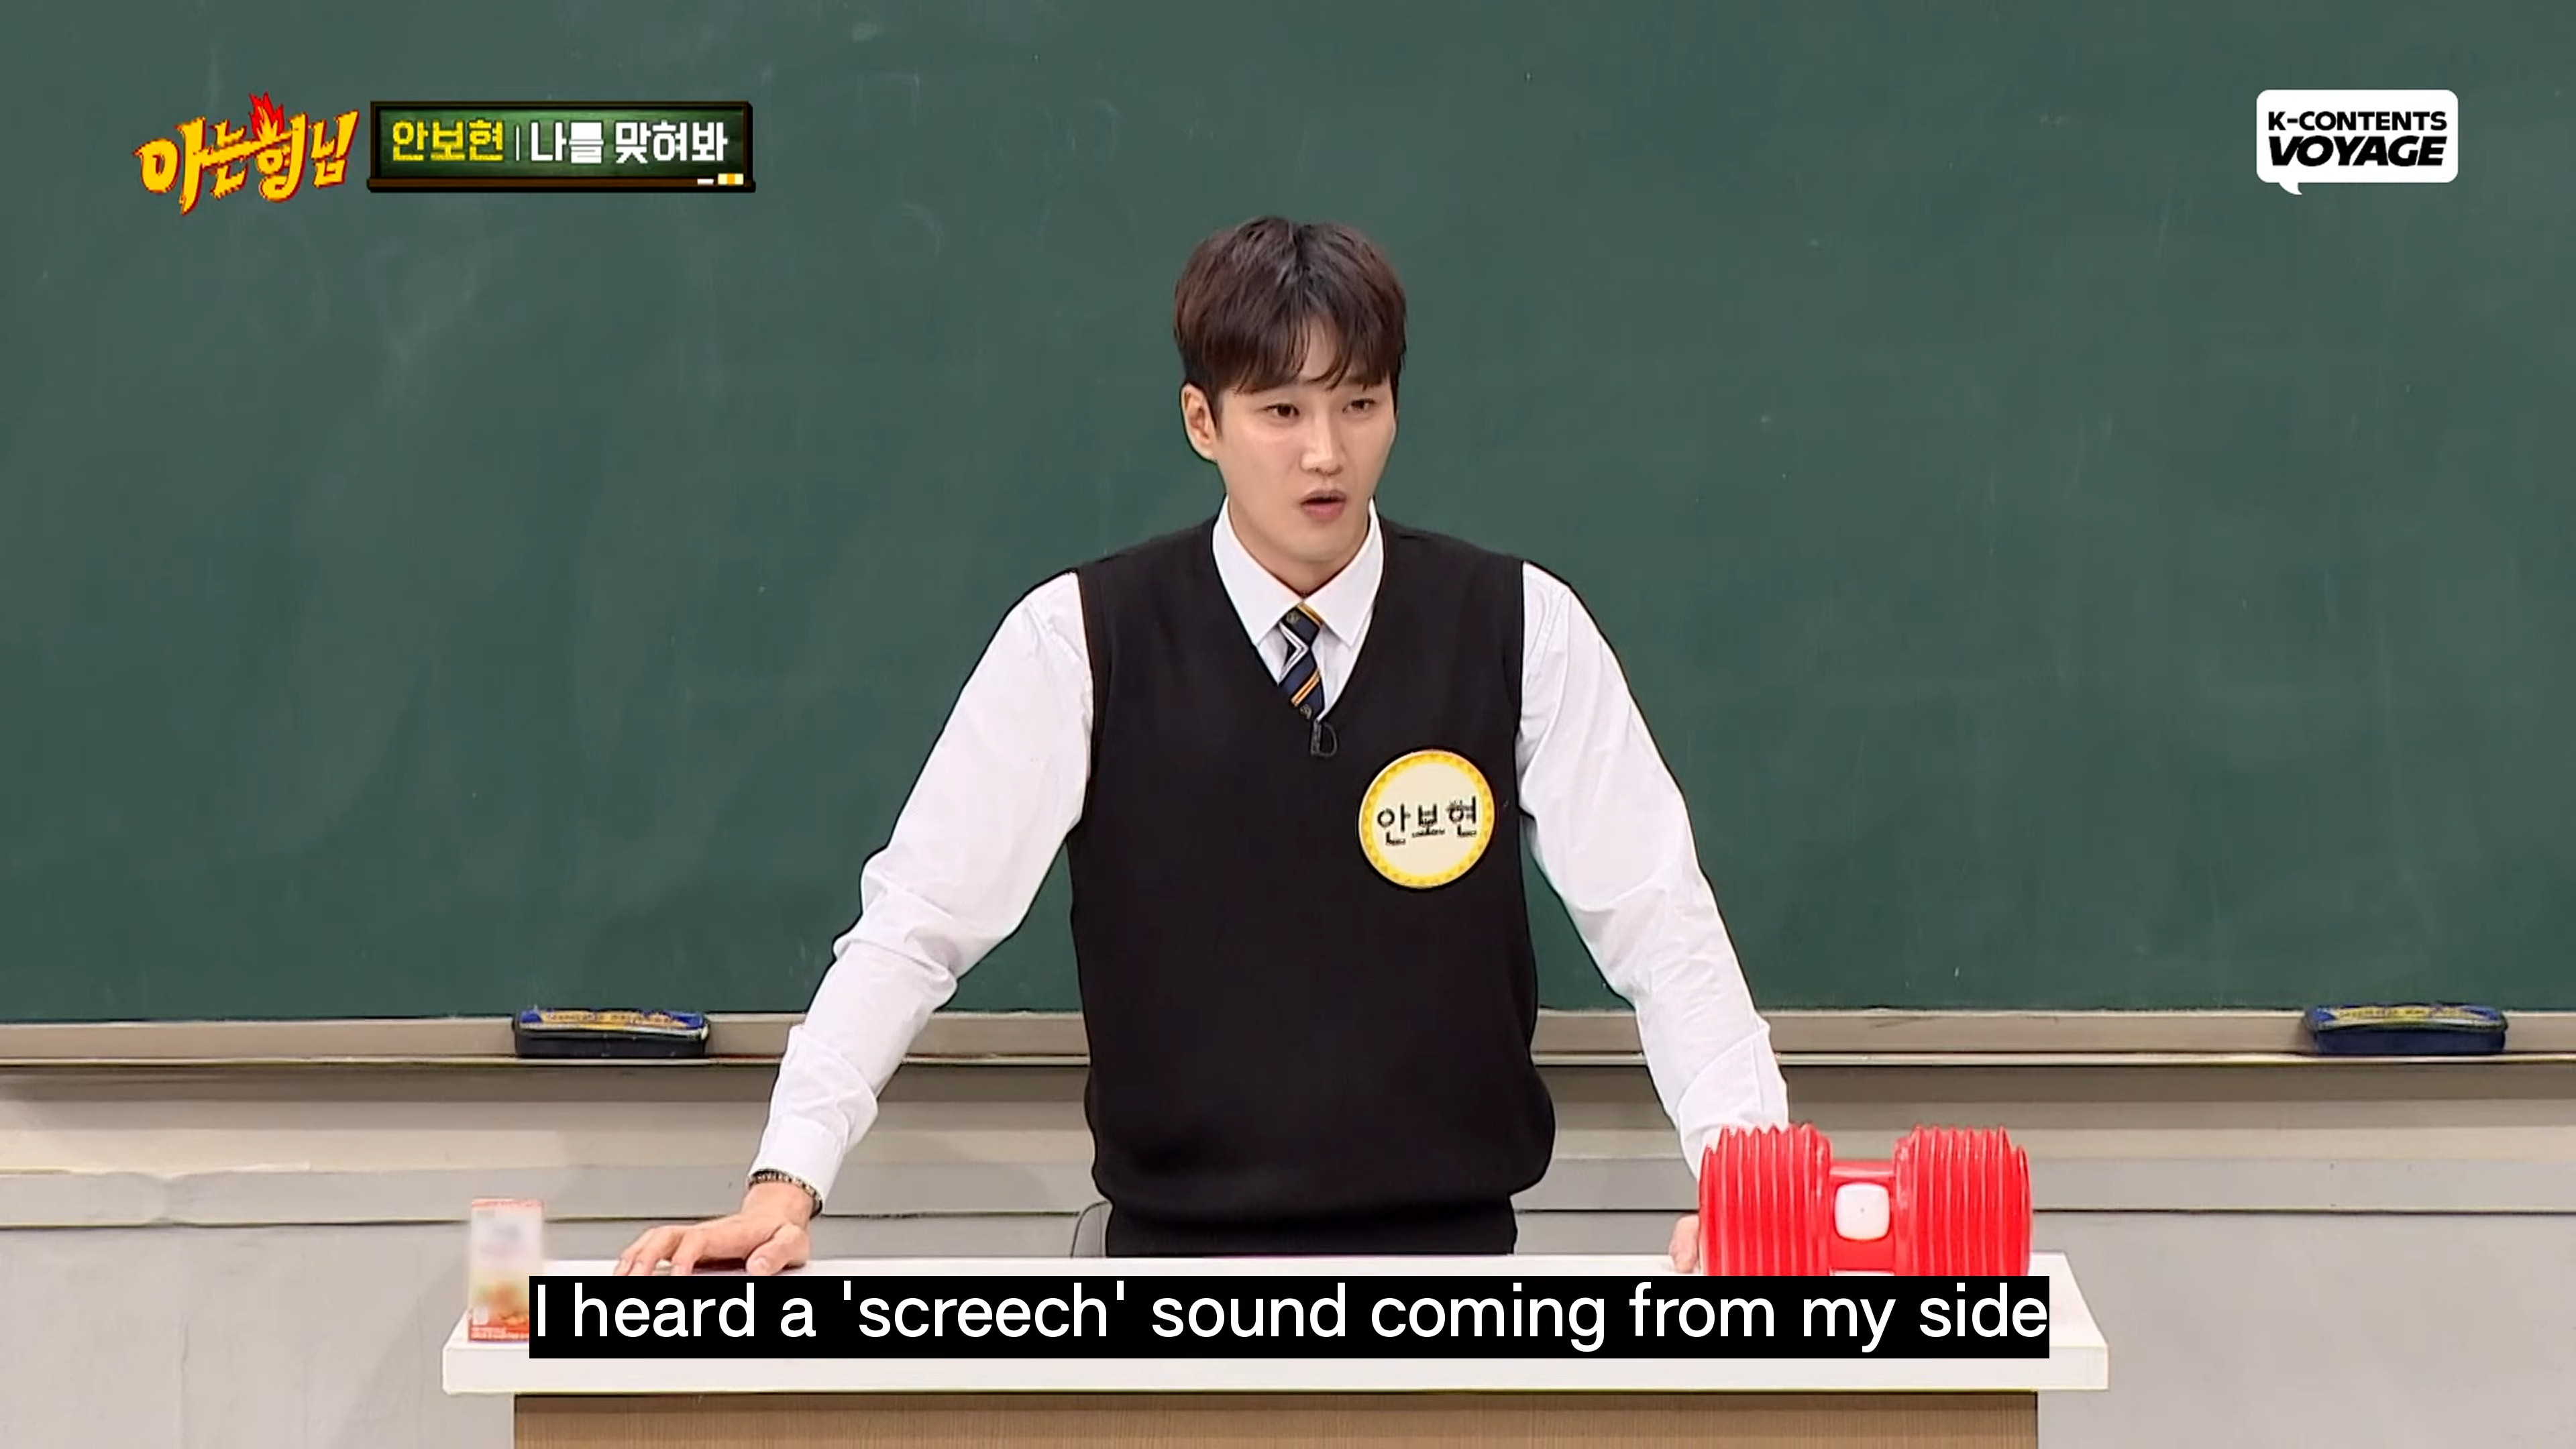 아는형님
안보현 | 나를 맞혀봐
K-CONTENTS
VOYAGE
안보현
I heard a 'screech' sound coming from my side